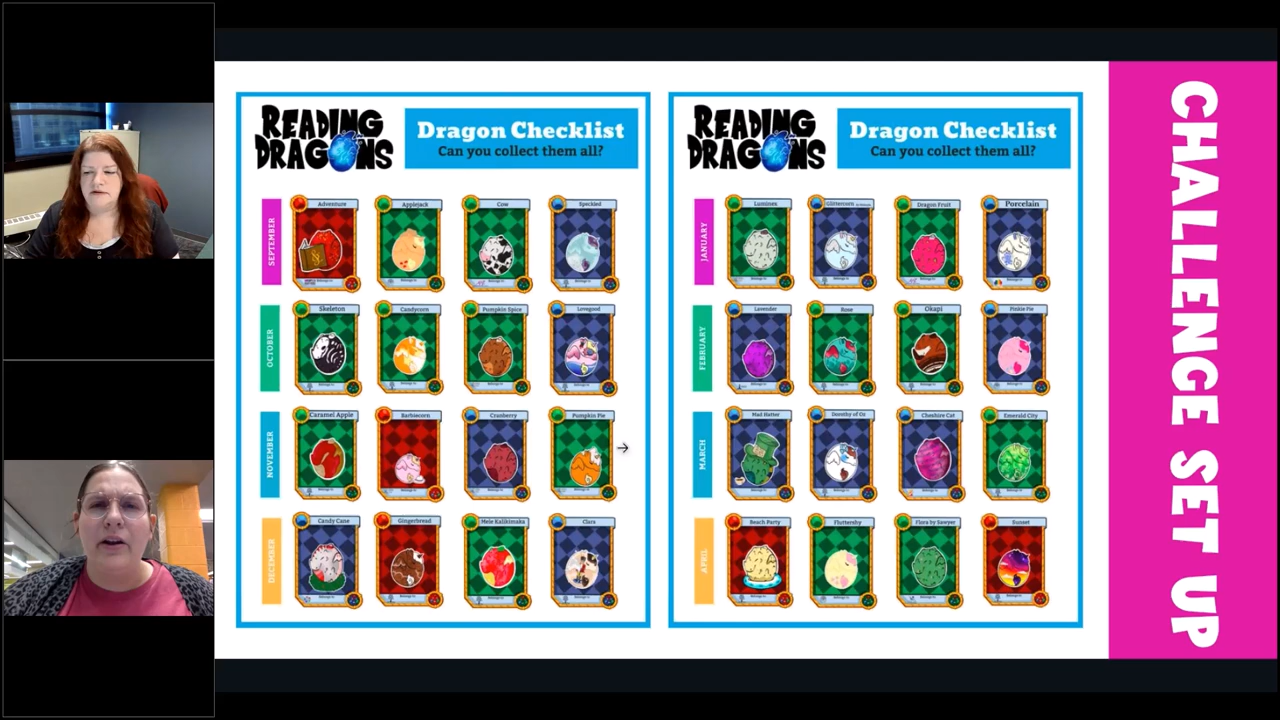 READING
DRAGONS
Dragon Checklist
Can you collect them all?
SEPTEMBER
Adventure
Applejack
Cow
Speckled
OCTOBER
Skeleton
Candycorn
Pumpkin Spice
Lovegood
NOVEMBER
Caramel Apple
Barbiecorn
Cranberry
Pumpkin Pie
DECEMBER
Candy Cane
Gingerbread
Mele Kalikimaka
Clara
READING
DRAGONS
Dragon Checklist
Can you collect them all?
JANUARY
Luminex
Glittercorn
Dragon Fruit
Porcelain
FEBRUARY
Lavender
Rose
Okapi
Pinkie Pie
MARCH
Mad Hatter
Dorothy of Oz
Cheshire Cat
Emerald City
APRIL
Beach Party
Fluttershy
Flora by Sawyer
Sunset
CHALLENGE SET UP